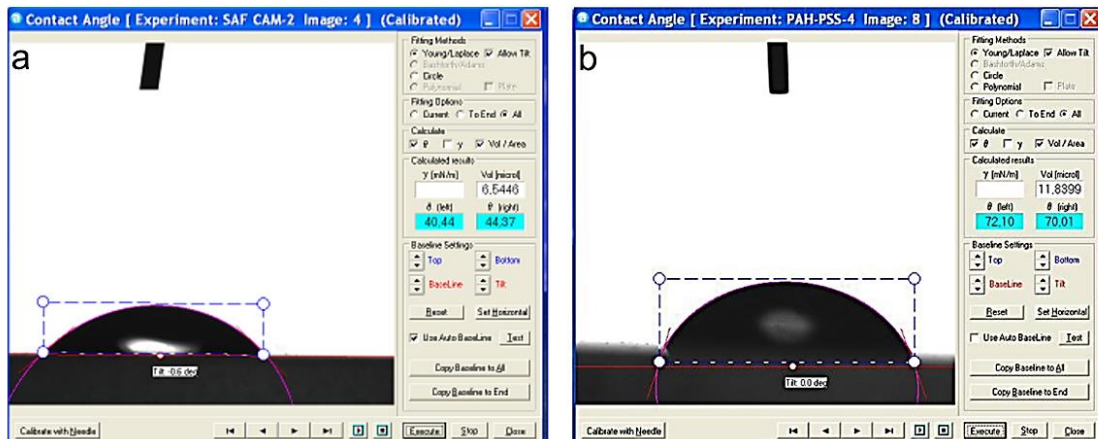 Contact Angle [ Experiment: SAF CAM-2 Image: 4 ] (Calibrated)
a
Fitting Methods
Young/Laplace Allow Tilt
Bashforth/Adams
Circle
Polynomial Plate
Fitting Options
Current To End All
Calculate
θ γ Vol / Area
Calculated results
γ [mN/m] Vol [microl]
6,5446
θ (left) θ (right)
40,44 44,37
Baseline Settings
Top Bottom
BaseLine Tilt
Reset Set Horizontal
Use Auto BaseLine Test
Tilt: -0.6 deg
Copy Baseline to All
Copy Baseline to End
Calibrate with Needle Execute Stop Close
Contact Angle [ Experiment: PAH-PSS-4 Image: 8 ] (Calibrated)
b
Fitting Methods
Young/Laplace Allow Tilt
Bashforth/Adams
Circle
Polynomial Plate
Fitting Options
Current To End All
Calculate
θ γ Vol / Area
Calculated results
γ [mN/m] Vol [microl]
11,8399
θ (left) θ (right)
72,10 70,01
Baseline Settings
Top Bottom
BaseLine Tilt
Reset Set Horizontal
Use Auto BaseLine Test
Tilt: 0.0 deg
Copy Baseline to All
Copy Baseline to End
Calibrate with Needle Execute Stop Close